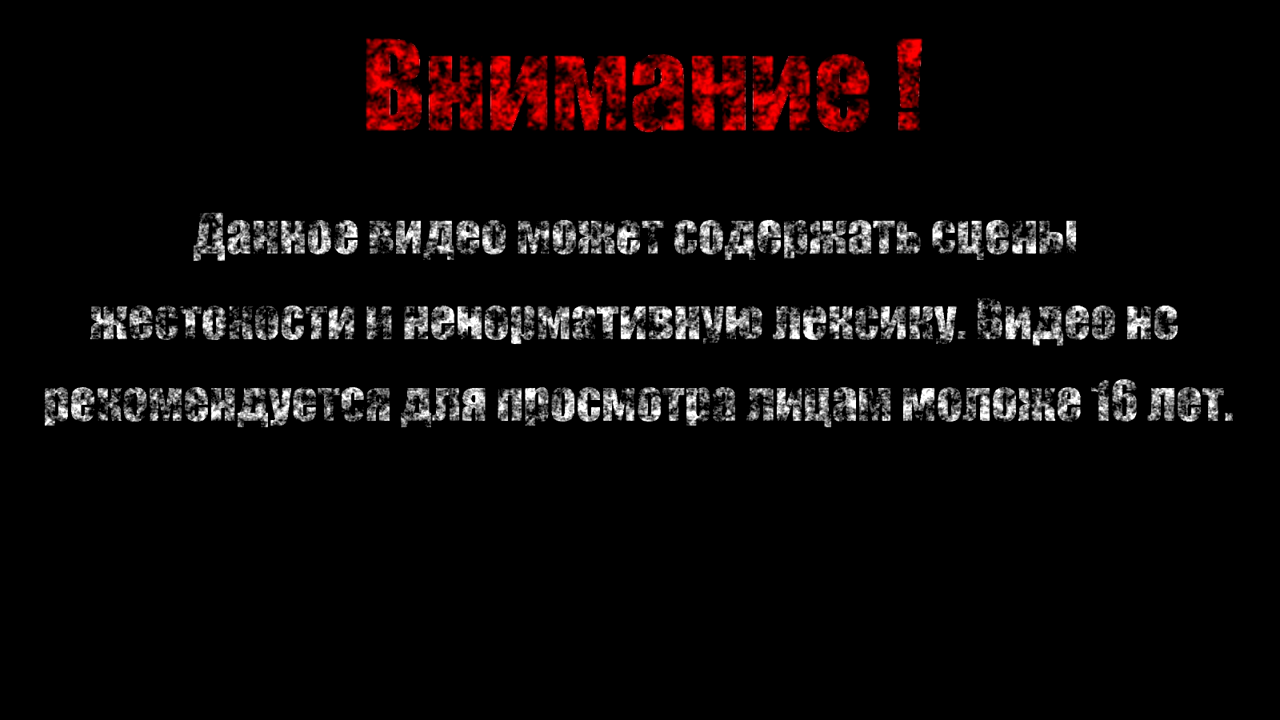 Внимание !
Данное видео может содержать сцены
жестокости и ненормативную лексику. Видео не
рекомендуется для просмотра лицам моложе 16 лет.